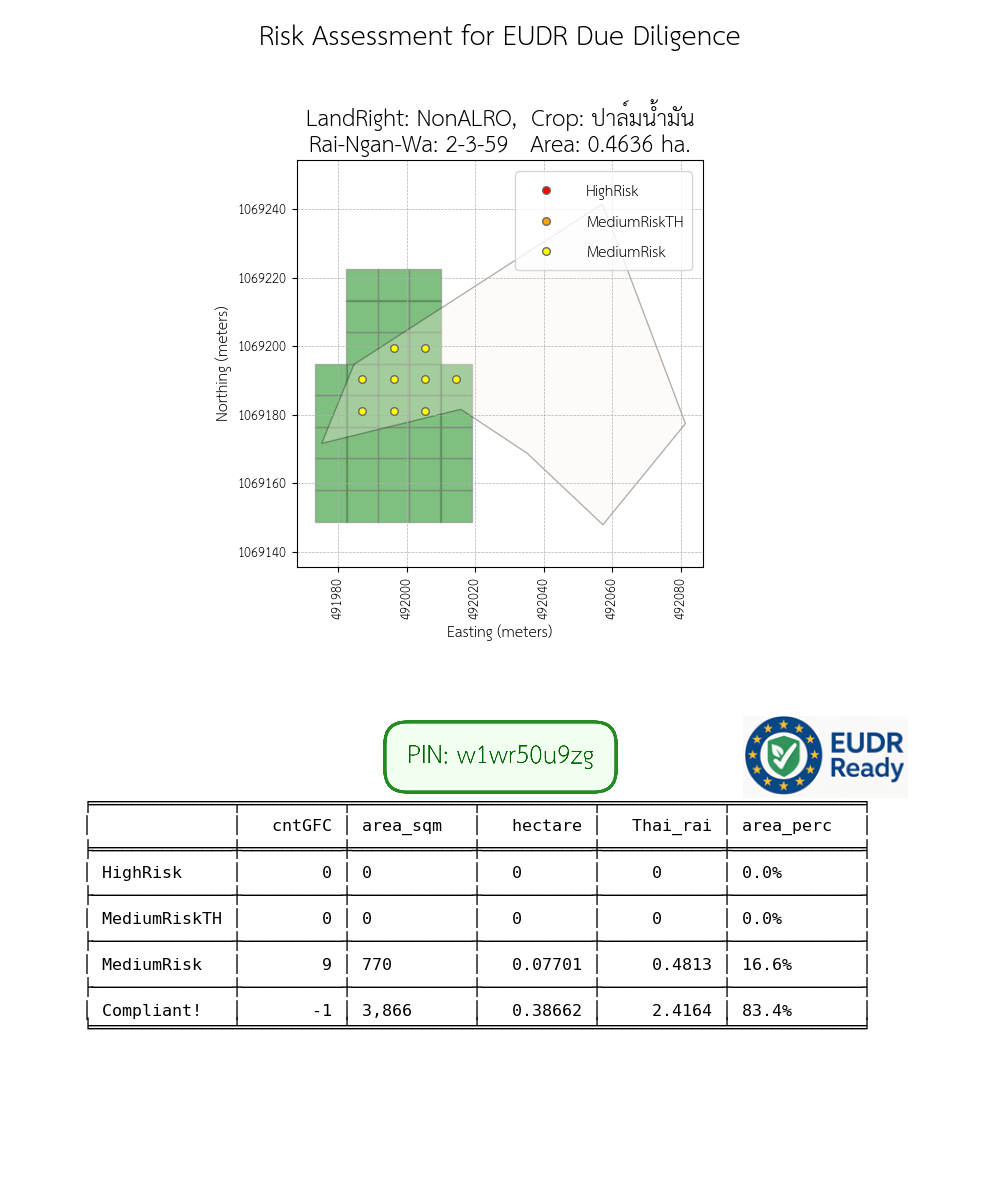 Risk Assessment for EUDR Due Diligence
LandRight: NonALRO, Crop: ปาล์มน้ำมัน
Rai-Ngan-Wa: 2-3-59 Area: 0.4636 ha.
HighRisk
MediumRiskTH
MediumRisk
1069240
1069220
1069200
1069180
1069160
1069140
Northing (meters)
491980 492000 492020 492040 492060 492080
Easting (meters)
PIN: w1wr50u9zg
EUDR
Ready
cntGFC area_sqm hectare Thai_rai area_perc
HighRisk 0 0 0 0 0.0%
MediumRiskTH 0 0 0 0 0.0%
MediumRisk 9 770 0.07701 0.4813 16.6%
Compliant! -1 3,866 0.38662 2.4164 83.4%